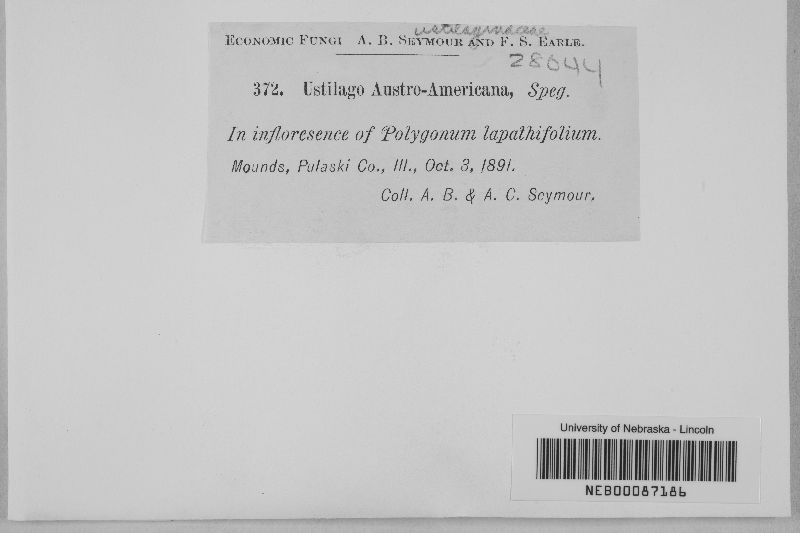 ustilaginaceae
Economic Fungi A. B. Seymour and F. S. Earle.
28044
372. Ustilago Austro-Americana, Speg.
In infloresence of Polygonum lapathifolium.
Mounds, Pulaski Co., Ill., Oct. 3, 1891.
Coll. A. B. & A. C. Seymour.
University of Nebraska - Lincoln
NEB00087186